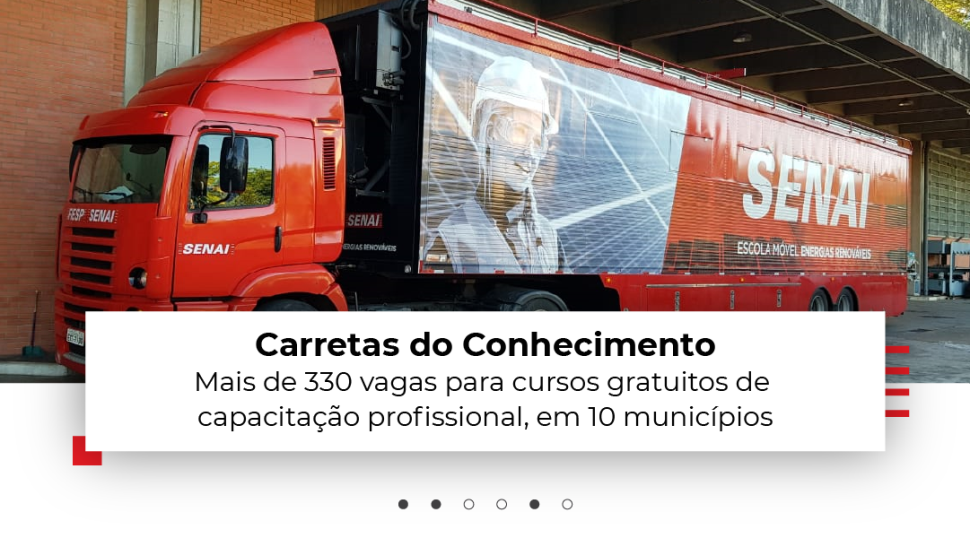 SENAI
ESCOLA MÓVEL ENERGIAS RENOVÁVEIS
FIESP SENAI
SENAI
SENAI
ENERGIAS RENOVÁVEIS
Carretas do Conhecimento
Mais de 330 vagas para cursos gratuitos de
capacitação profissional, em 10 municípios